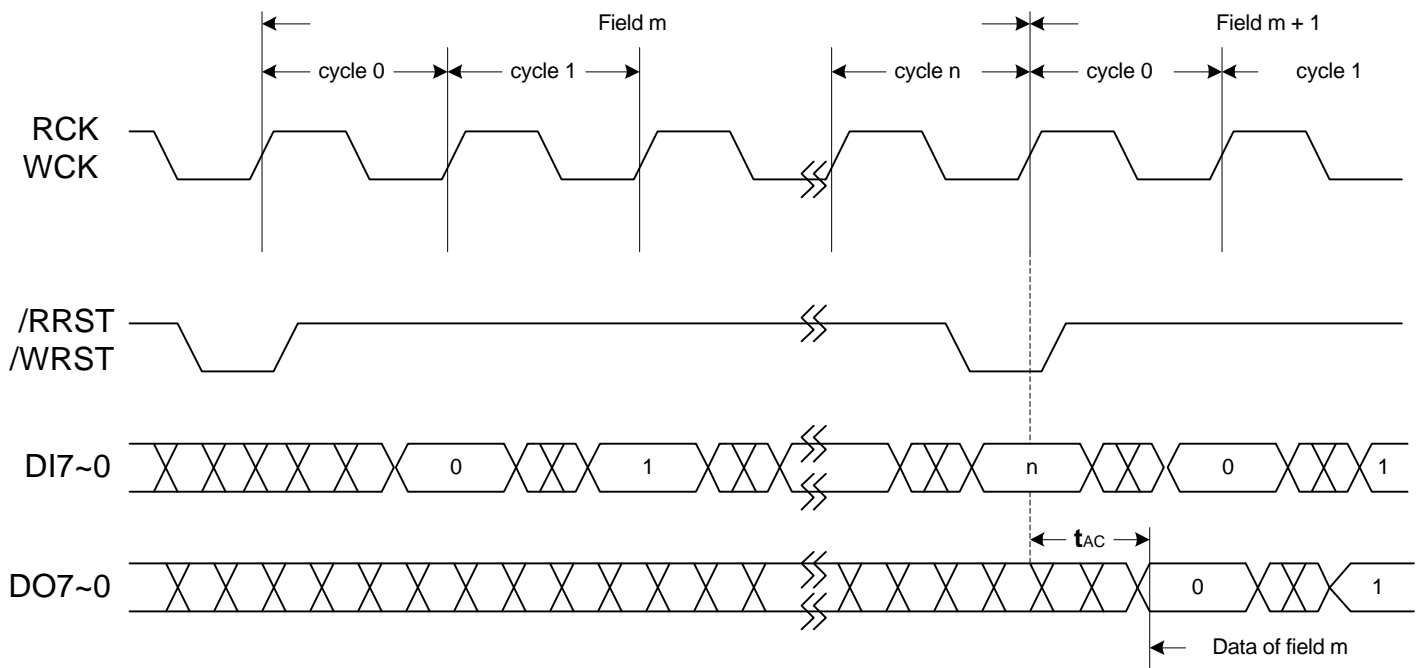 Field m
Field m + 1
cycle 0
cycle 1
cycle n
cycle 0
cycle 1
RCK
WCK
/RRST
/WRST
DI7~0
0
1
n
0
1
tAC
DO7~0
0
1
Data of field m